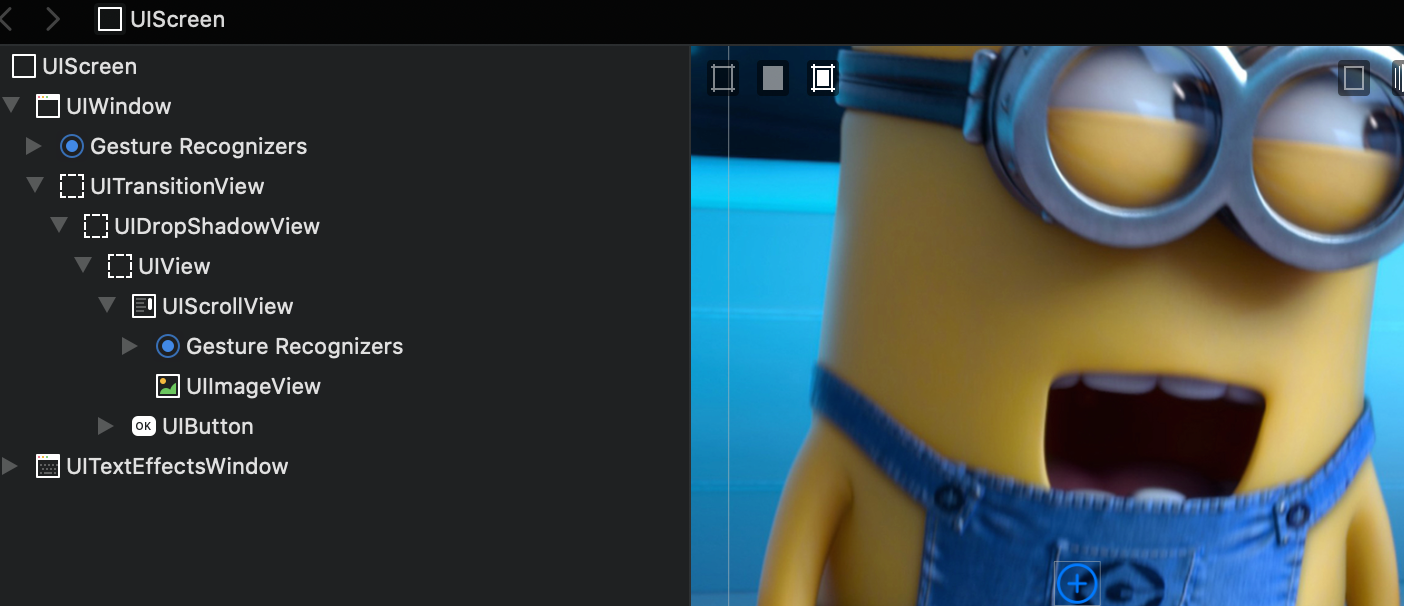 UIScreen
UIScreen
UIWindow
Gesture Recognizers
UITransitionView
UIDropShadowView
UIView
UIScrollView
Gesture Recognizers
UIImageView
OK UIButton
UITextEffectsWindow
G